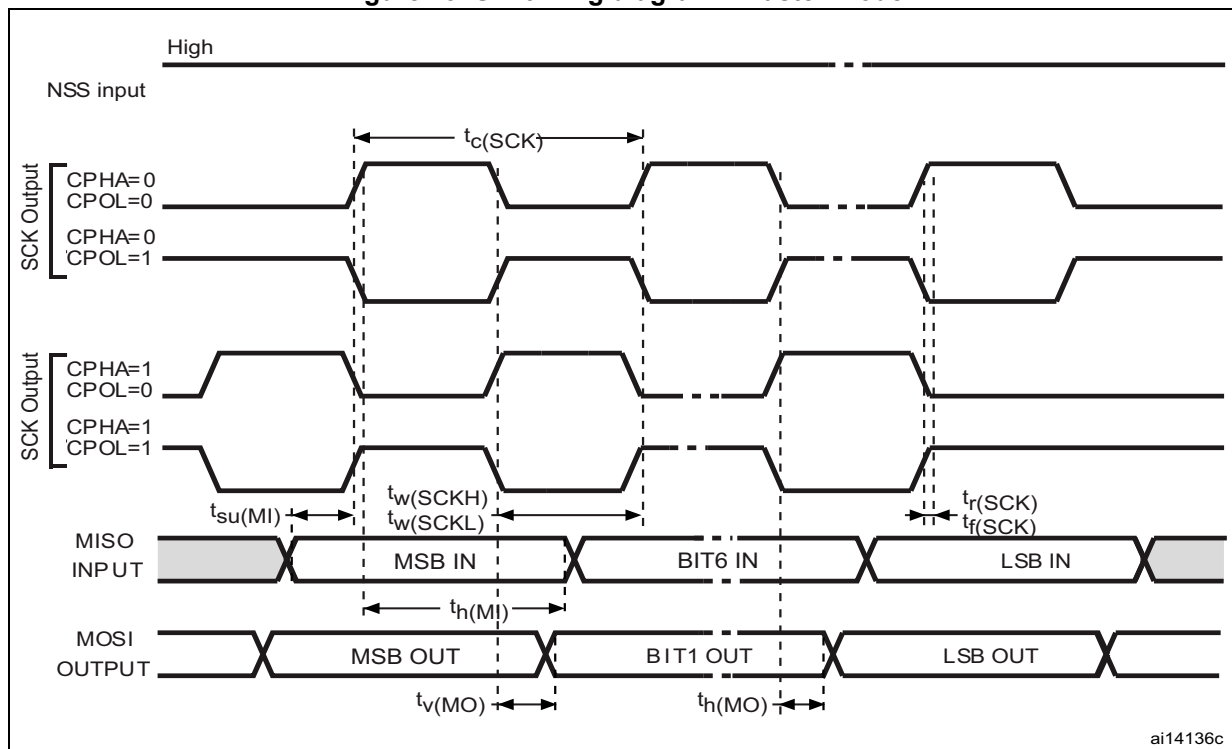 High
NSS input
tc(SCK)
SCK Output
CPHA=0
CPOL=0
CPHA=0
CPOL=1
SCK Output
CPHA=1
CPOL=0
CPHA=1
CPOL=1
tsu(MI)
tw(SCKH)
tw(SCKL)
tr(SCK)
tf(SCK)
MISO
INPUT
MSB IN
BIT6 IN
LSB IN
th(MI)
MOSI
OUTPUT
MSB OUT
BIT1 OUT
LSB OUT
tv(MO)
th(MO)
ai14136c